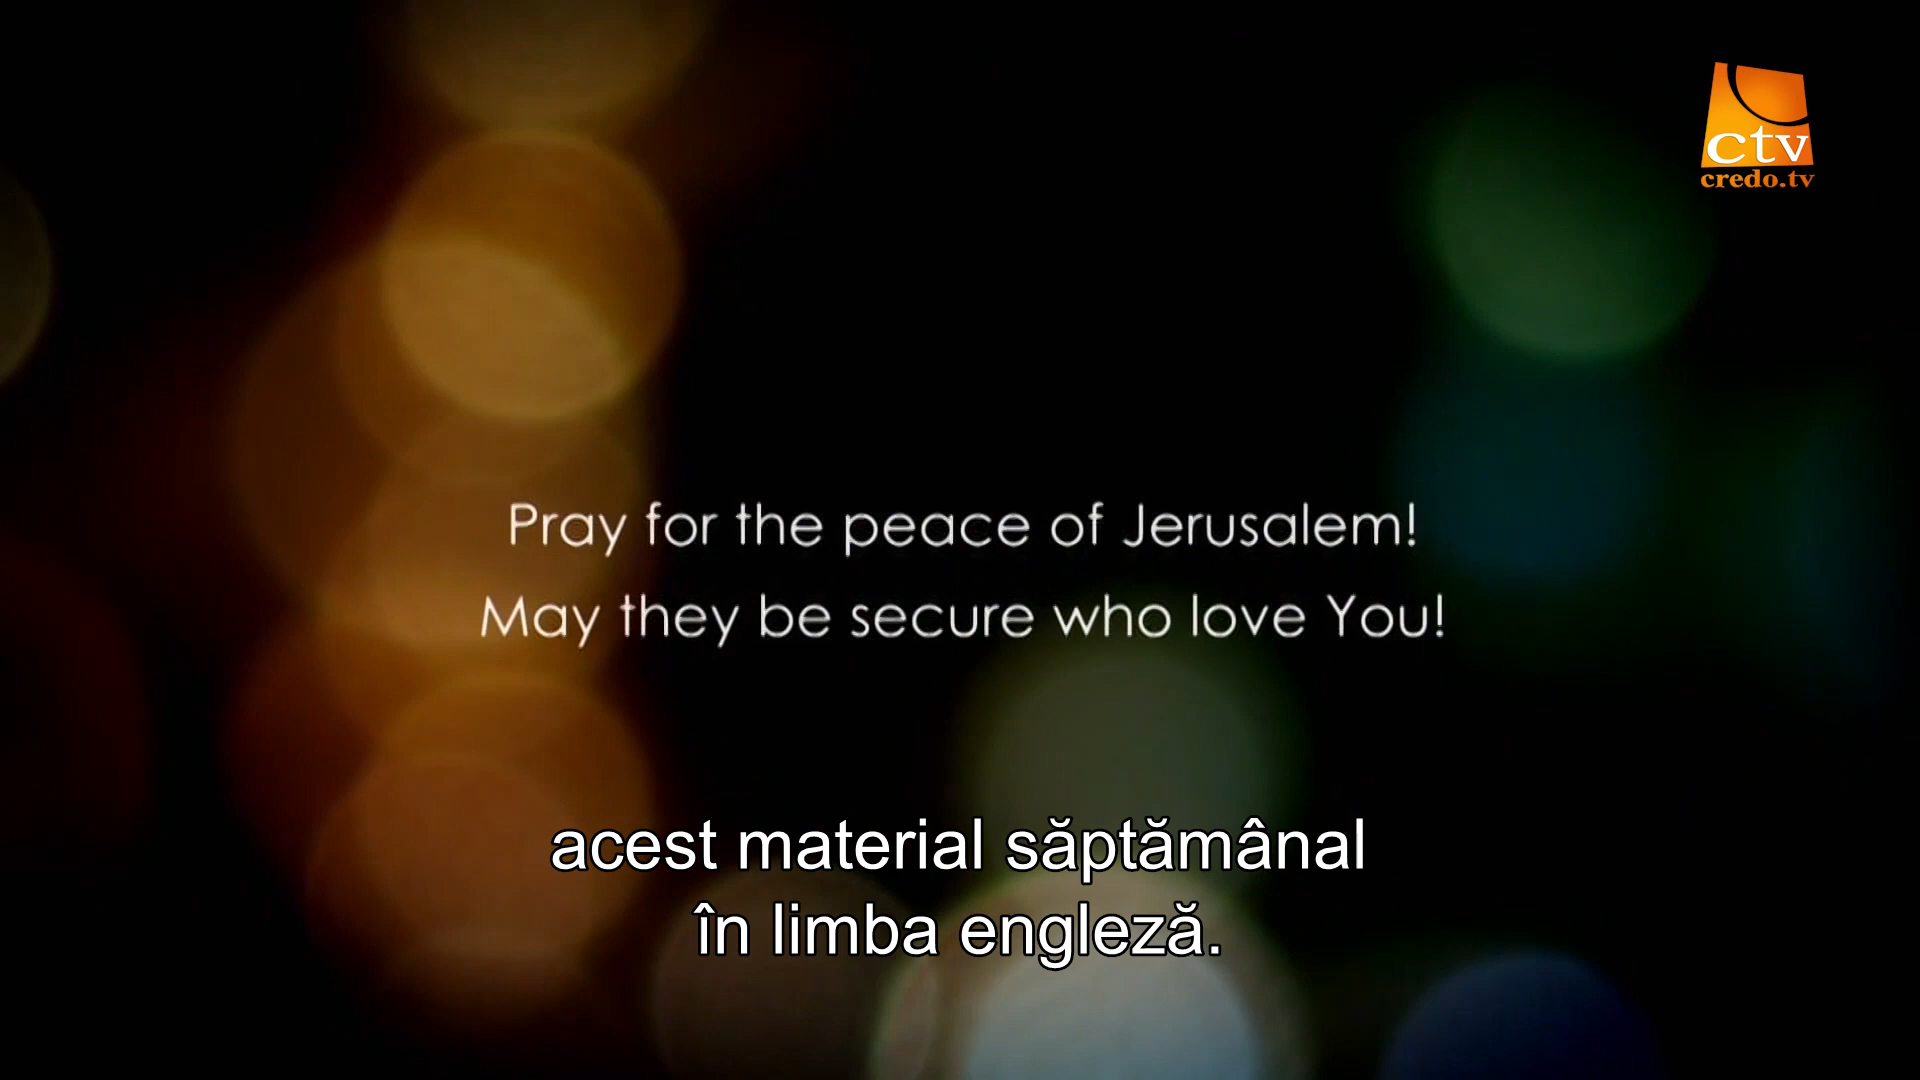 ctv
credo.tv
Pray for the peace of Jerusalem!
May they be secure who love You!
acest material săptămânal
în limba engleză.